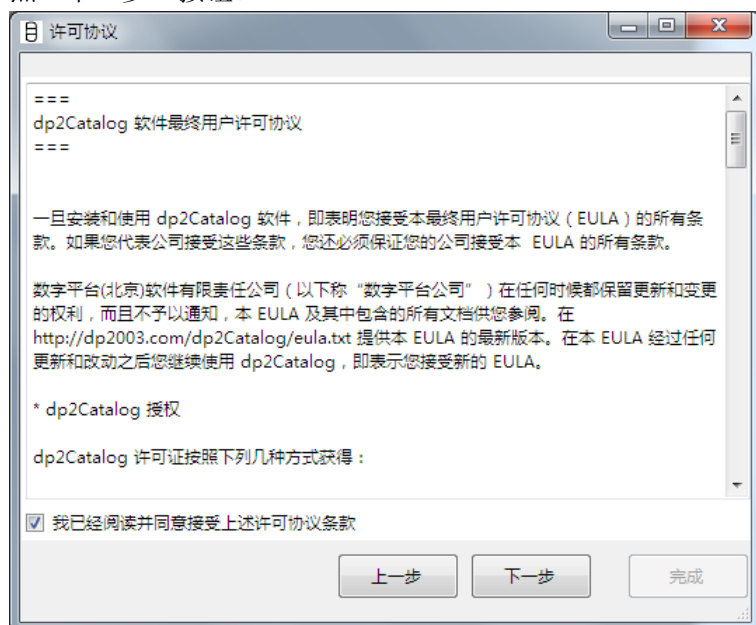 许可协议
===
dp2Catalog 软件最终用户许可协议
===
一旦安装和使用 dp2Catalog 软件，即表明您接受本最终用户许可协议（EULA）的所有条
款。如果您代表公司接受这些条款，您还必须保证您的公司接受本 EULA 的所有条款。
数字平台(北京)软件有限责任公司（以下称“数字平台公司”）在任何时候都保留更新和变更
的权利，而且不予以通知，本 EULA 及其中包含的所有文档供您参阅。在
http://dp2003.com/dp2Catalog/eula.txt 提供本 EULA 的最新版本。在本 EULA 经过任何
更新和改动之后您继续使用 dp2Catalog，即表示您接受新的 EULA。
* dp2Catalog 授权
dp2Catalog 许可证按照下列几种方式获得：
我已经阅读并同意接受上述许可协议条款
上一步
下一步
完成